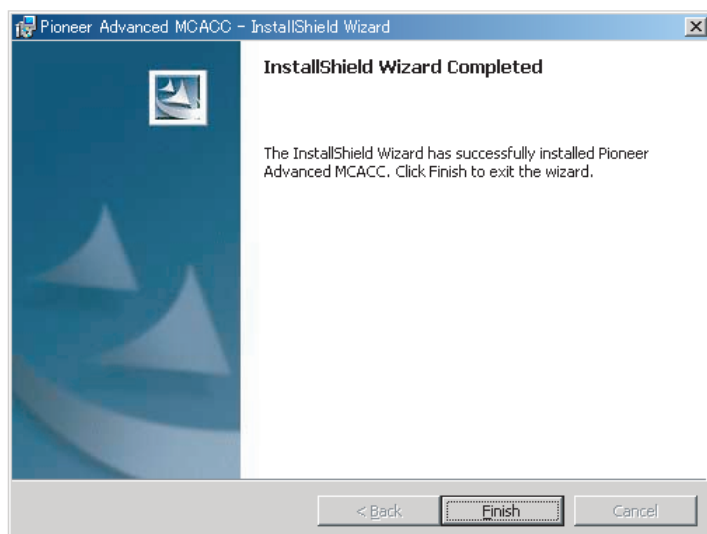 Pioneer Advanced MCACC - InstallShield Wizard
InstallShield Wizard Completed
The InstallShield Wizard has successfully installed Pioneer
Advanced MCACC. Click Finish to exit the wizard.
< Back
Finish
Cancel